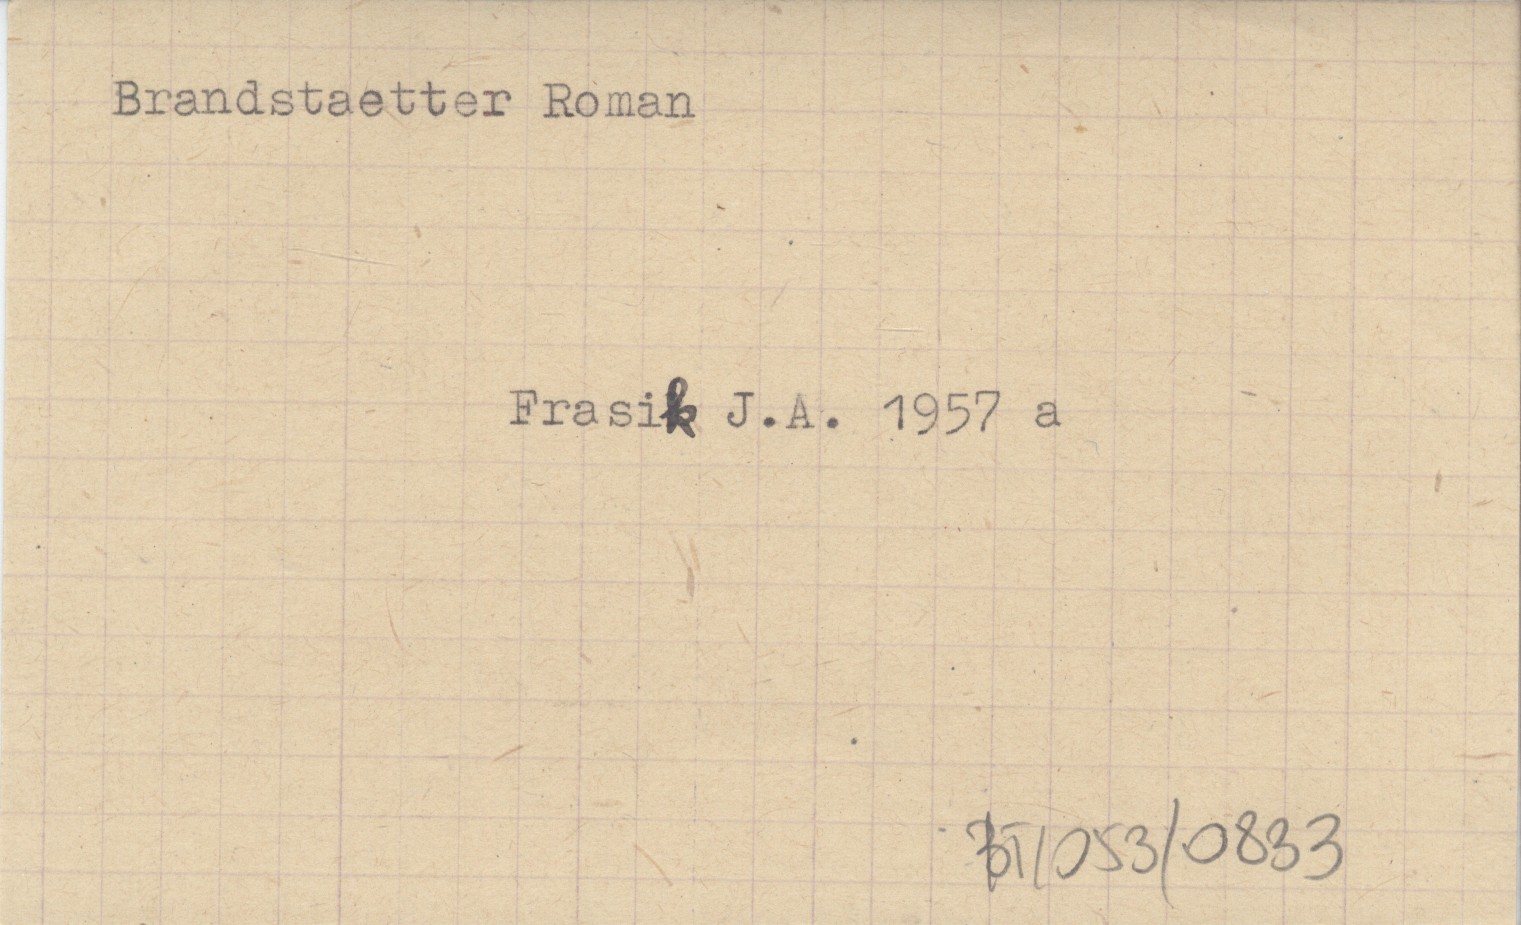 Brandstaetter Roman
Frasik J.A. 1957 a
BT/053/0833